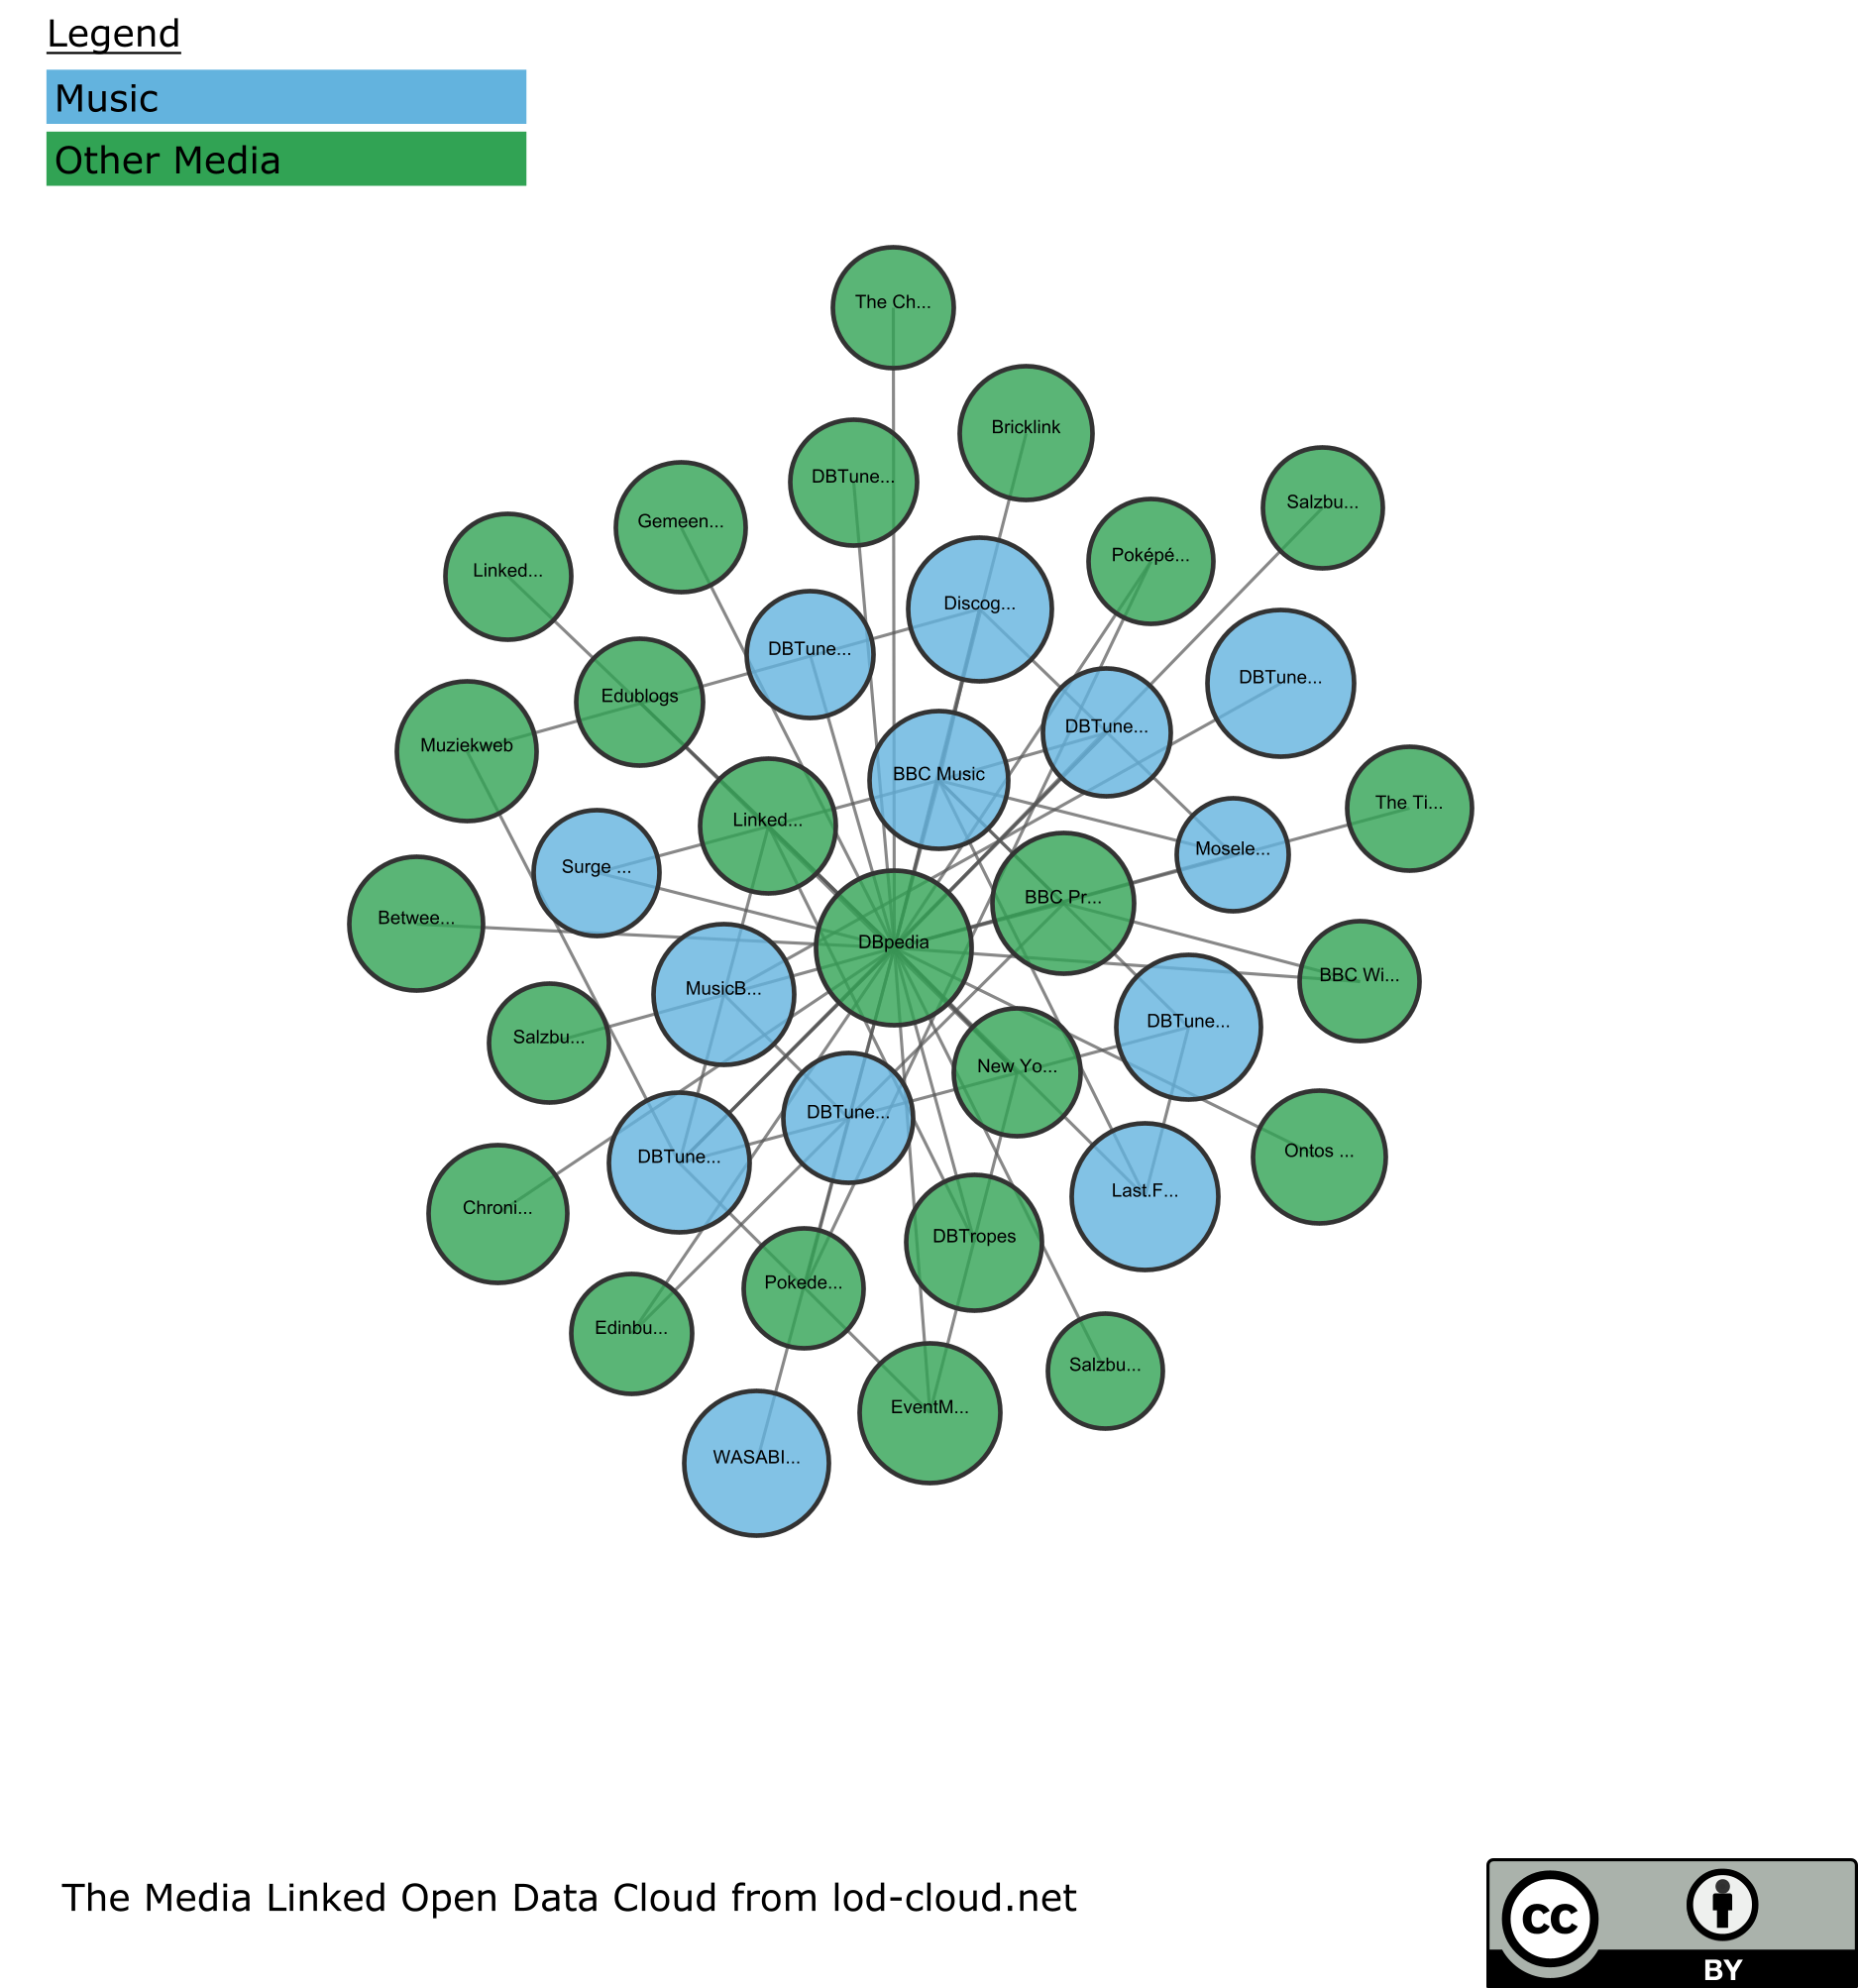 Legend
Music
Other Media
The Ch...
Bricklink
DBTune...
Salzbu...
Gemeen...
Poképé...
Linked...
Discog...
DBTune...
DBTune...
Edublogs
DBTune...
Muziekweb
BBC Music
The Ti...
Linked...
Mosele...
Surge ...
BBC Pr...
Betwee...
DBpedia
BBC Wi...
MusicB...
DBTune...
Salzbu...
New Yo...
DBTune...
Ontos ...
DBTune...
Last.F...
Chroni...
DBTropes
Pokede...
Edinbu...
Salzbu...
EventM...
WASABI...
The Media Linked Open Data Cloud from lod-cloud.net
cc
BY